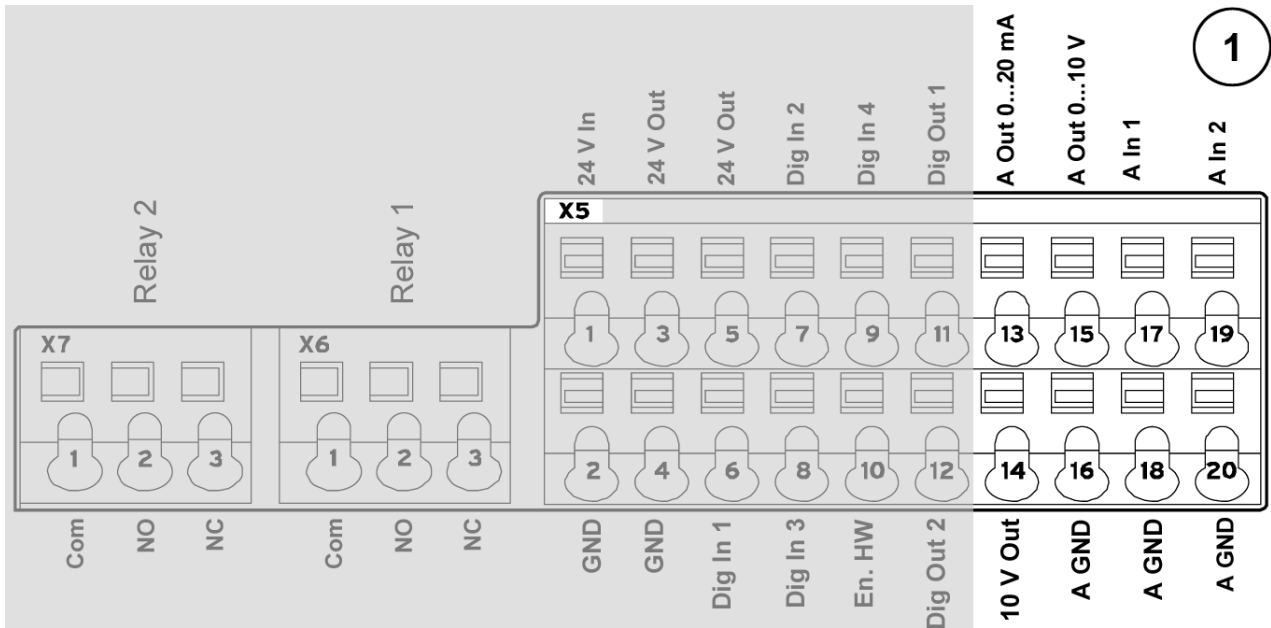 1
24 V In
24 V Out
24 V Out
Dig In 2
Dig In 4
Dig Out 1
A Out 0...20 mA
A Out 0...10 V
A In 1
A In 2
Relay 2
Relay 1
X5
1
3
5
7
9
11
13
15
17
19
X7
X6
1
2
3
1
2
3
2
4
6
8
10
12
14
16
18
20
Com
NO
NC
Com
NO
NC
GND
GND
Dig In 1
Dig In 3
En. HW
Dig Out 2
10 V Out
A GND
A GND
A GND